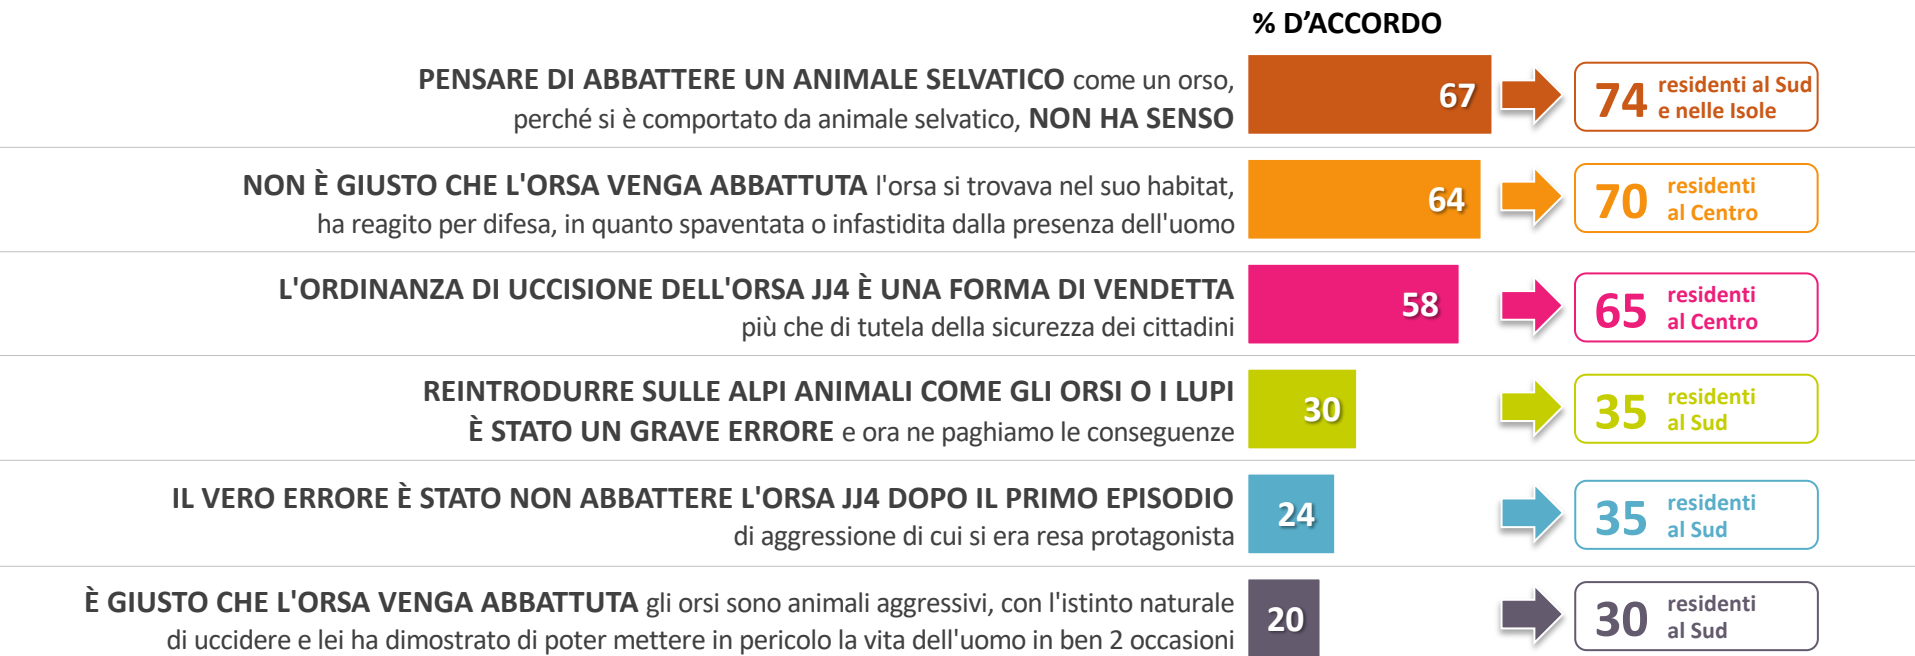 % D'ACCORDO
PENSARE DI ABBATTERE UN ANIMALE SELVATICO come un orso,
perché si è comportato da animale selvatico, NON HA SENSO
67
74
residenti al Sud
e nelle Isole
NON È GIUSTO CHE L'ORSA VENGA ABBATTUTA l'orsa si trovava nel suo habitat,
ha reagito per difesa, in quanto spaventata o infastidita dalla presenza dell'uomo
64
70
residenti
al Centro
L'ORDINANZA DI UCCISIONE DELL'ORSA JJ4 È UNA FORMA DI VENDETTA
più che di tutela della sicurezza dei cittadini
58
65
residenti
al Centro
REINTRODURRE SULLE ALPI ANIMALI COME GLI ORSI O I LUPI
È STATO UN GRAVE ERRORE e ora ne paghiamo le conseguenze
30
35
residenti
al Sud
IL VERO ERRORE È STATO NON ABBATTERE L'ORSA JJ4 DOPO IL PRIMO EPISODIO
di aggressione di cui si era resa protagonista
24
35
residenti
al Sud
È GIUSTO CHE L'ORSA VENGA ABBATTUTA gli orsi sono animali aggressivi, con l'istinto naturale
di uccidere e lei ha dimostrato di poter mettere in pericolo la vita dell'uomo in ben 2 occasioni
20
30
residenti
al Sud